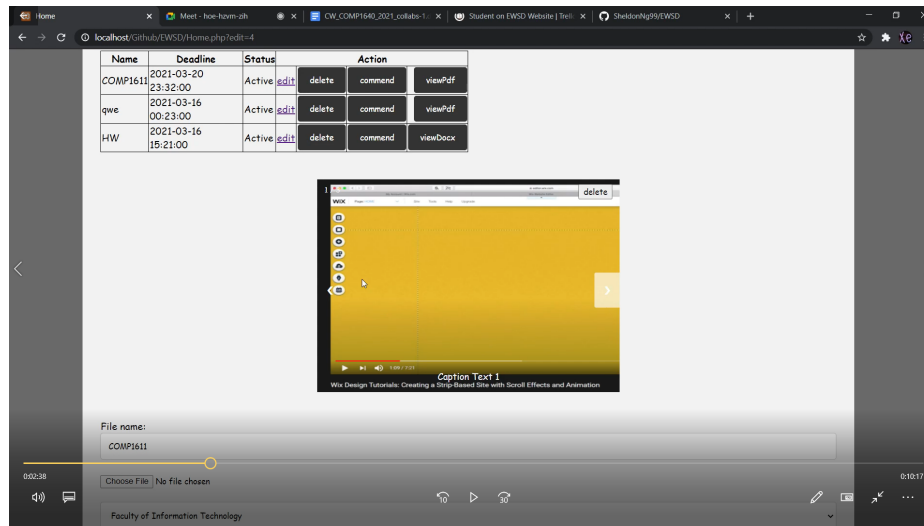 Home
Meet - hoe-hzvm-zih
CW_COMP1640_2021_collabs-1.
Student on EWSD Website | Trell
SheldonNg99/EWSD
localhost/Github/EWSD/Home.php?edit=4
Name Deadline Status Action
COMP1611 2021-03-20 23:32:00 Active edit delete commend viewPdf
qwe 2021-03-16 00:23:00 Active edit delete commend viewPdf
HW 2021-03-16 15:21:00 Active edit delete commend viewDocx
delete
WiX
Caption Text 1
Wix Design Tutorials: Creating a Strip-Based Site with Scroll Effects and Animation
File name:
COMP1611
0:02:38
0:10:17
Choose File No file chosen
10
30
Faculty of Information Technology